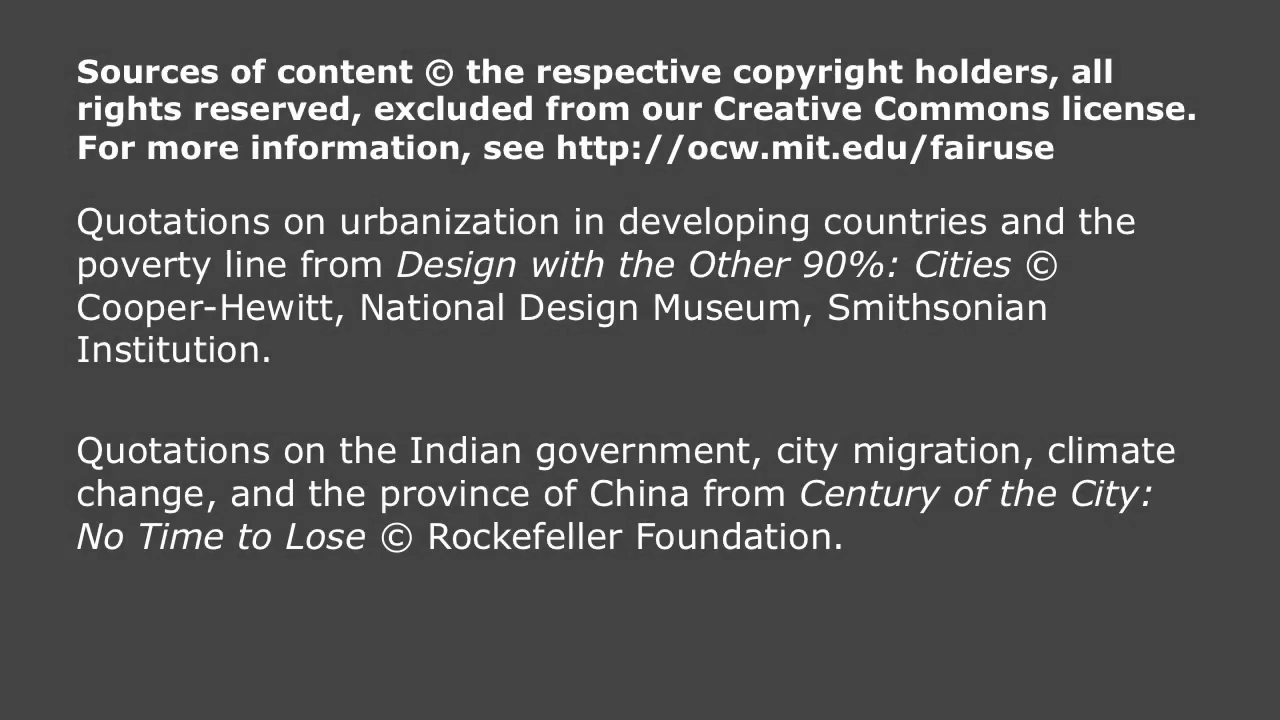 Sources of content © the respective copyright holders, all
rights reserved, excluded from our Creative Commons license.
For more information, see http://ocw.mit.edu/fairuse
Quotations on urbanization in developing countries and the
poverty line from Design with the Other 90%: Cities ©
Cooper-Hewitt, National Design Museum, Smithsonian
Institution.
Quotations on the Indian government, city migration, climate
change, and the province of China from Century of the City:
No Time to Lose © Rockefeller Foundation.